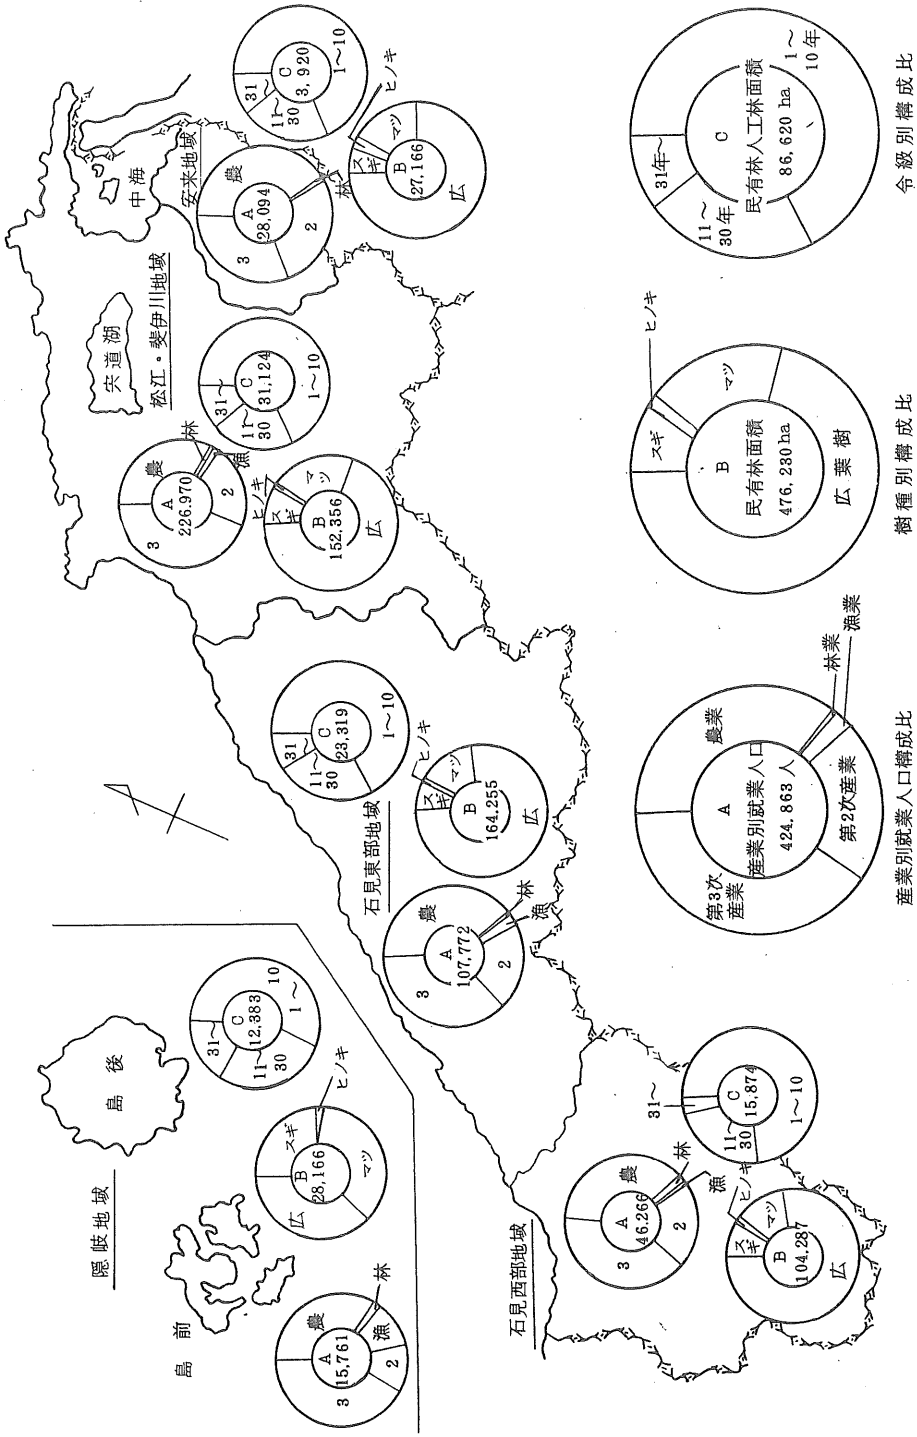 隠岐地域
島前
島後
A
15,761
農
林
漁
2
3
B
28,166
スギ
ヒノキ
マツ
広
C
12,383
31〜
11〜
30
1〜
10
石見西部地域
A
46.266
農
林
漁
2
3
B
104.287
スギ
ヒノキ
マツ
広
C
15,874
31〜
11〜
30
1〜10
石見東部地域
A
107,772
農
林
漁
2
3
B
164.255
スギ
ヒノキ
マツ
広
C
23,319
31〜
11〜
30
1〜10
宍道湖
松江・斐伊川地域
A
226.970
農
林
漁
2
3
B
152,356
スギ
ヒノキ
マツ
広
C
31,124
31〜
11〜
30
1〜10
中海
安来地域
A
28,094
農
林
2
3
B
27,166
スギ
ヒノキ
マツ
広
C
3,920
31〜
11〜
30
1〜10
A
産業別就業人口
424,863人
農業
林業
漁業
第2次産業
第3次
産業
産業別就業人口構成比
B
民有林面積
476,230ha
スギ
ヒノキ
マツ
広葉樹
樹種別構成比
C
民有林人工林面積
86,620 ha
31年〜
11〜
30年
1〜
10年
令級別構成比